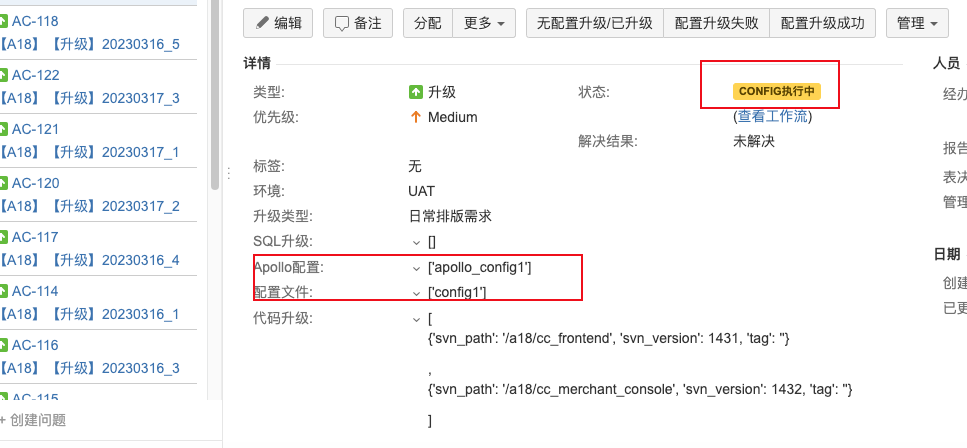 AC-118
【A18】【升级】20230316_5
AC-122
【A18】【升级】20230317_3
AC-121
【A18】【升级】20230317_1
AC-120
【A18】【升级】20230317_2
AC-117
【A18】【升级】20230316_4
AC-114
【A18】【升级】20230316_1
AC-116
【A18】【升级】20230316_3
AC-115
+ 创建问题
编辑 备注 分配 更多 无配置升级/已升级 配置升级失败 配置升级成功 管理
详情
类型: 升级 状态: CONFIG执行中
优先级: Medium (查看工作流)
解决结果: 未解决
标签: 无
环境: UAT
升级类型: 日常排版需求
SQL升级: []
Apollo配置: ['apollo_config1']
配置文件: ['config1']
代码升级: [
{'svn_path': '/a18/cc_frontend', 'svn_version': 1431, 'tag': ''}
,
{'svn_path': '/a18/cc_merchant_console', 'svn_version': 1432, 'tag': ''}
]
人员
经办
报告
表决
管理
日期
创建
已更